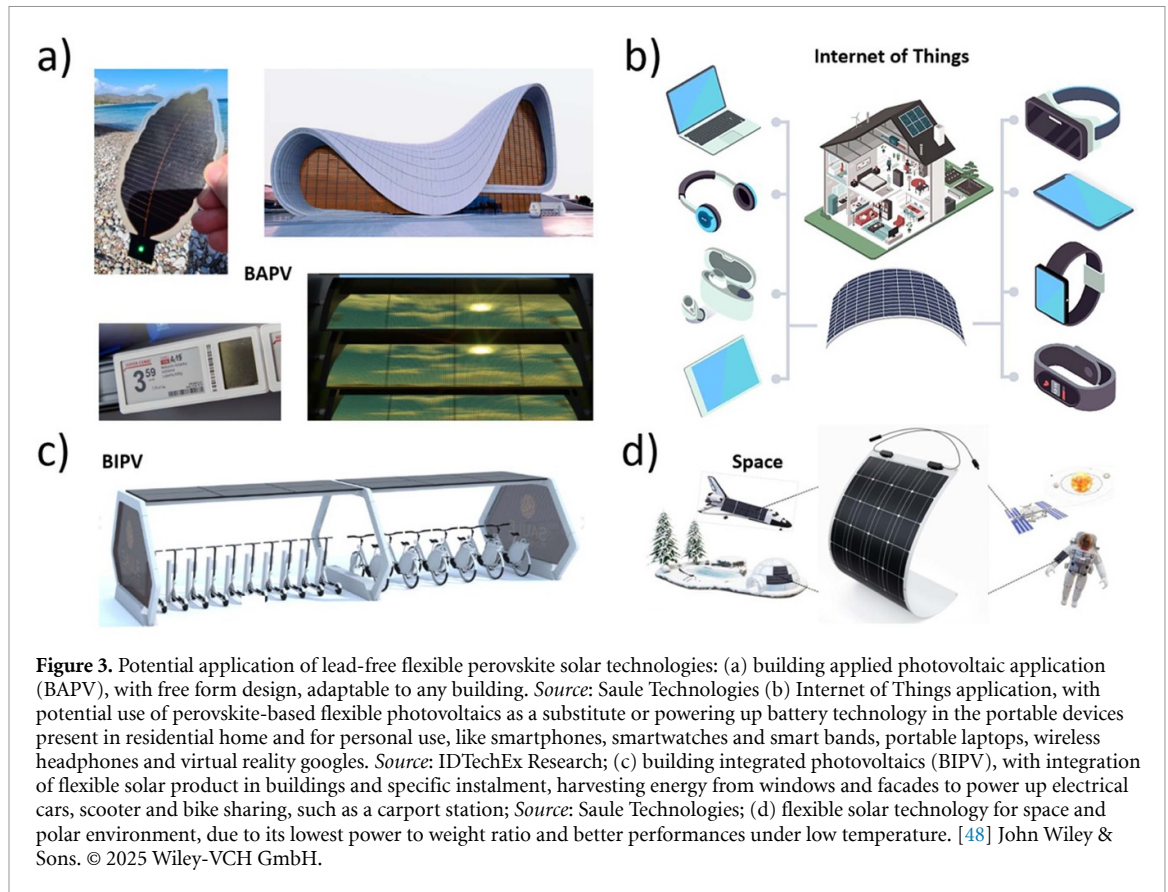 a)
BAPV
3 59
b)
Internet of Things
c)
BIPV
d)
Space
Figure 3. Potential application of lead-free flexible perovskite solar technologies: (a) building applied photovoltaic application
(BAPV), with free form design, adaptable to any building. Source: Saule Technologies (b) Internet of Things application, with
potential use of perovskite-based flexible photovoltaics as a substitute or powering up battery technology in the portable devices
present in residential home and for personal use, like smartphones, smartwatches and smart bands, portable laptops, wireless
headphones and virtual reality googles. Source: IDTechEx Research; (c) building integrated photovoltaics (BIPV), with integration
of flexible solar product in buildings and specific instalment, harvesting energy from windows and facades to power up electrical
cars, scooter and bike sharing, such as a carport station; Source: Saule Technologies; (d) flexible solar technology for space and
polar environment, due to its lowest power to weight ratio and better performances under low temperature. [48] John Wiley &
Sons. © 2025 Wiley-VCH GmbH.